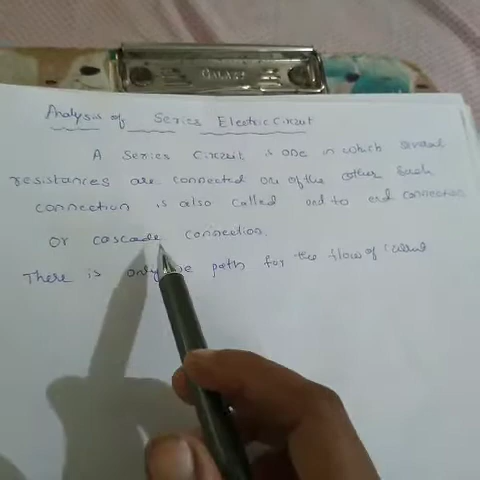 GALAXY
Analysis of Series Electric Circuit
A Series Circuit is one in which several
resistances are connected one of the other Such
connection is also called end to end connection
or cascade connection.
There is only path for the flow of Current